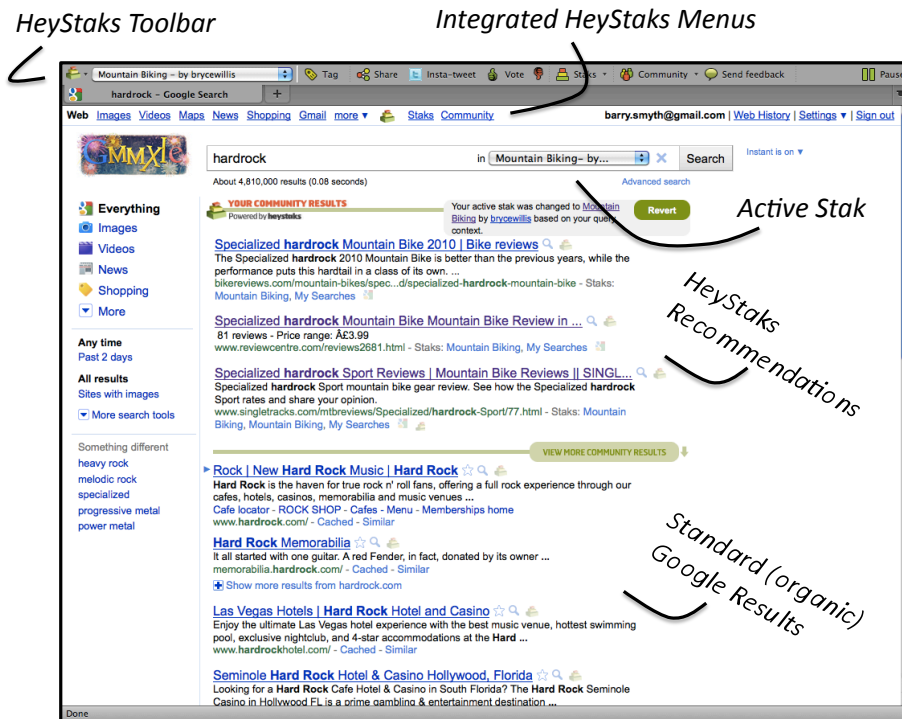 HeyStaks Toolbar
Integrated HeyStaks Menus
Mountain Biking - by brycewillis Tag Share Insta-tweet Vote Staks Community Send feedback Pause
hardrock - Google Search +
Web Images Videos Maps News Shopping Gmail more ▼ Staks Community barry.smyth@gmail.com | Web History | Settings ▼ | Sign out
MMXI
hardrock in Mountain Biking- by... Search Instant is on ▼
About 4,810,000 results (0.08 seconds) Advanced search
Active Stak
YOUR COMMUNITY RESULTS
Powered by heystaks
Your active stak was changed to Mountain
Biking by brycewillis based on your query
context.
Revert
Everything
Images
Videos
News
Shopping
More
Any time
Past 2 days
All results
Sites with images
More search tools
Something different
heavy rock
melodic rock
specialized
progressive metal
power metal
Specialized hardrock Mountain Bike 2010 | Bike reviews
The Specialized hardrock 2010 Mountain Bike is better than the previous years, while the
performance puts this hardtail in a class of its own. ...
bikereviews.com/mountain-bikes/spec...d/specialized-hardrock-mountain-bike - Staks:
Mountain Biking, My Searches
Specialized hardrock Mountain Bike Mountain Bike Review in ...
81 reviews - Price range: Â£3.99
www.reviewcentre.com/reviews2681.html - Staks: Mountain Biking, My Searches
Specialized hardrock Sport Reviews | Mountain Bike Reviews || SINGL...
Specialized hardrock Sport mountain bike gear review. See how the Specialized hardrock
Sport rates and share your opinion.
www.singletracks.com/mtbreviews/Specialized/hardrock-Sport/77.html - Staks: Mountain
Biking, Mountain Biking, My Searches
HeyStaks
Recommendations
VIEW MORE COMMUNITY RESULTS
Rock | New Hard Rock Music | Hard Rock
Hard Rock is the haven for true rock n' roll fans, offering a full rock experience through our
cafes, hotels, casinos, memorabilia and music venues ...
Cafe locator - ROCK SHOP - Cafes - Menu - Memberships home
www.hardrock.com/ - Cached - Similar
Hard Rock Memorabilia
It all started with one guitar. A red Fender, in fact, donated by its owner ...
memorabilia.hardrock.com/ - Cached - Similar
Show more results from hardrock.com
Las Vegas Hotels | Hard Rock Hotel and Casino
Enjoy the ultimate Las Vegas hotel experience with the best music venue, hottest swimming
pool, exclusive nightclub, and 4-star accommodations at the Hard ...
www.hardrockhotel.com/ - Cached - Similar
Seminole Hard Rock Hotel & Casino Hollywood, Florida
Looking for a Hard Rock Cafe Hotel & Casino in South Florida? The Hard Rock Seminole
Casino in Hollywood FL is a prime gambling & entertainment destination ...
Standard (organic)
Google Results
Done